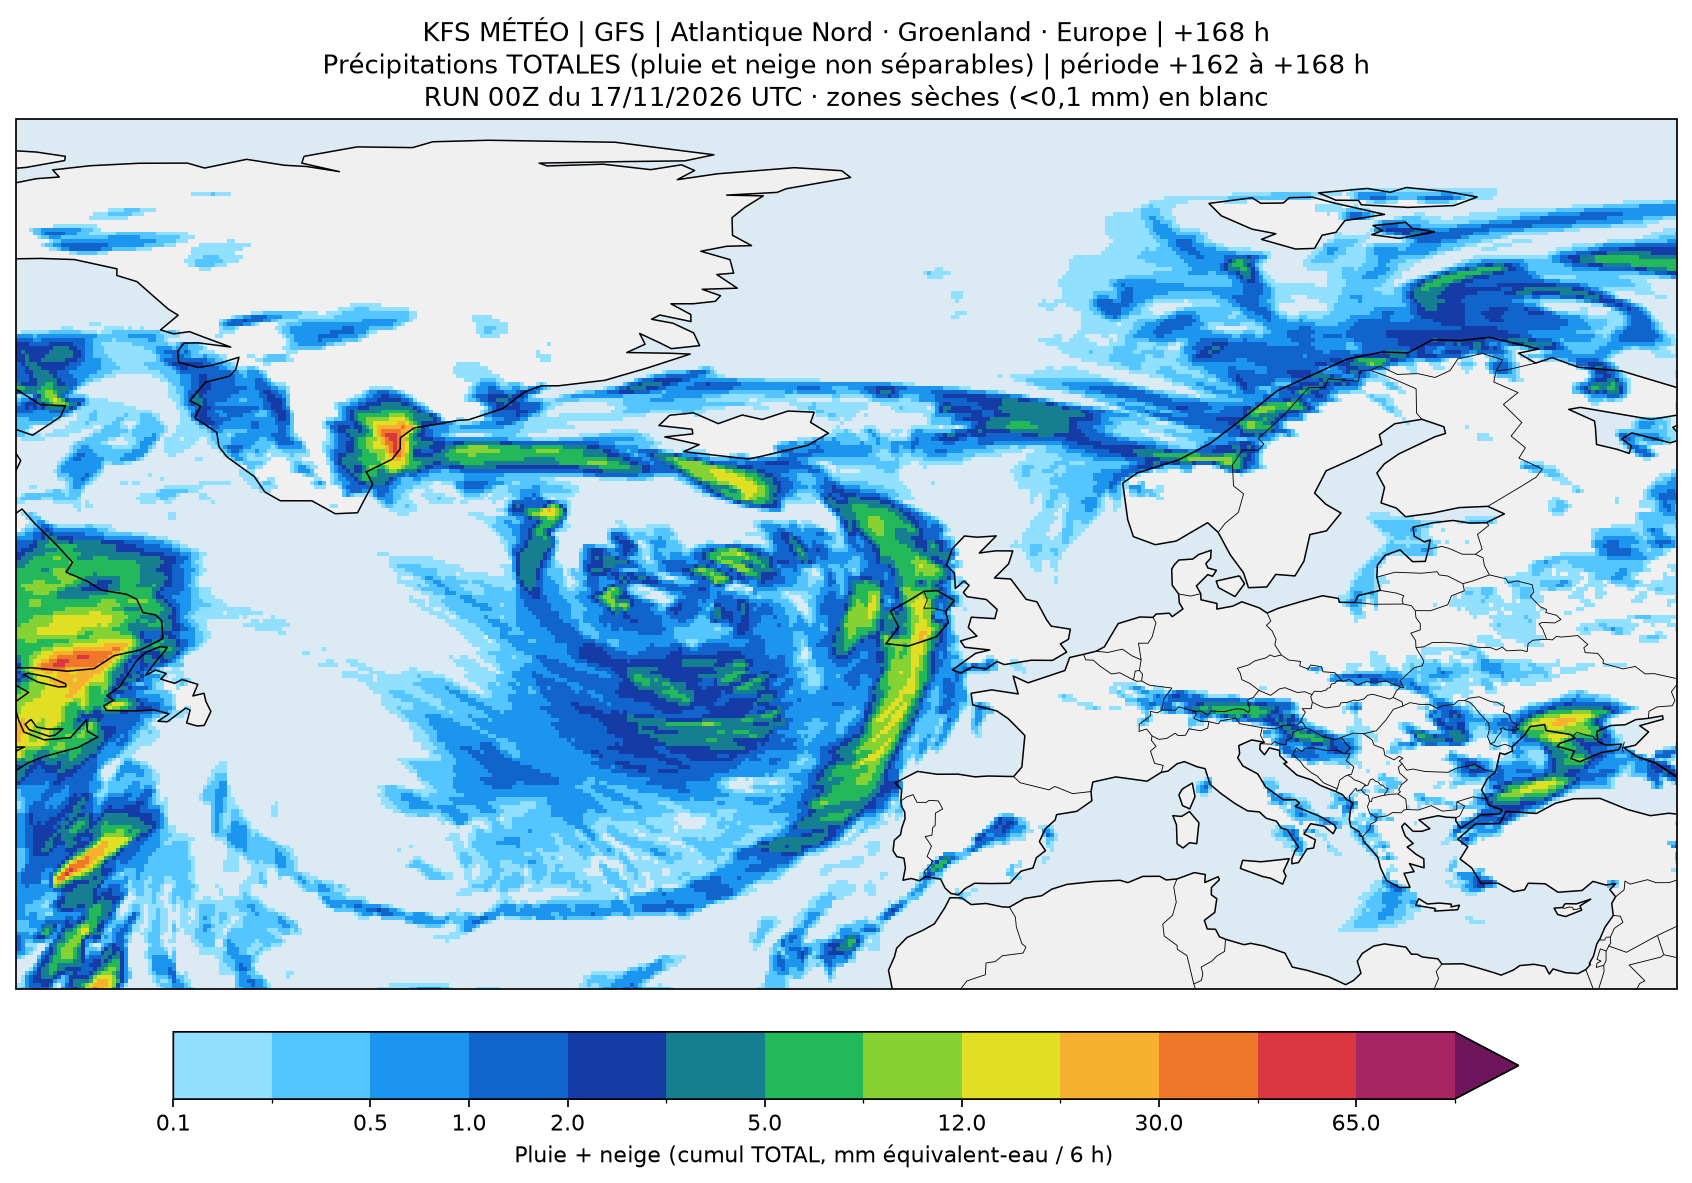 KFS MÉTÉO | GFS | Atlantique Nord · Groenland · Europe | +168 h
Précipitations TOTALES (pluie et neige non séparables) | période +162 à +168 h
RUN 00Z du 17/11/2026 UTC · zones sèches (<0,1 mm) en blanc
0.1 0.5 1.0 2.0 5.0 12.0 30.0 65.0
Pluie + neige (cumul TOTAL, mm équivalent-eau / 6 h)